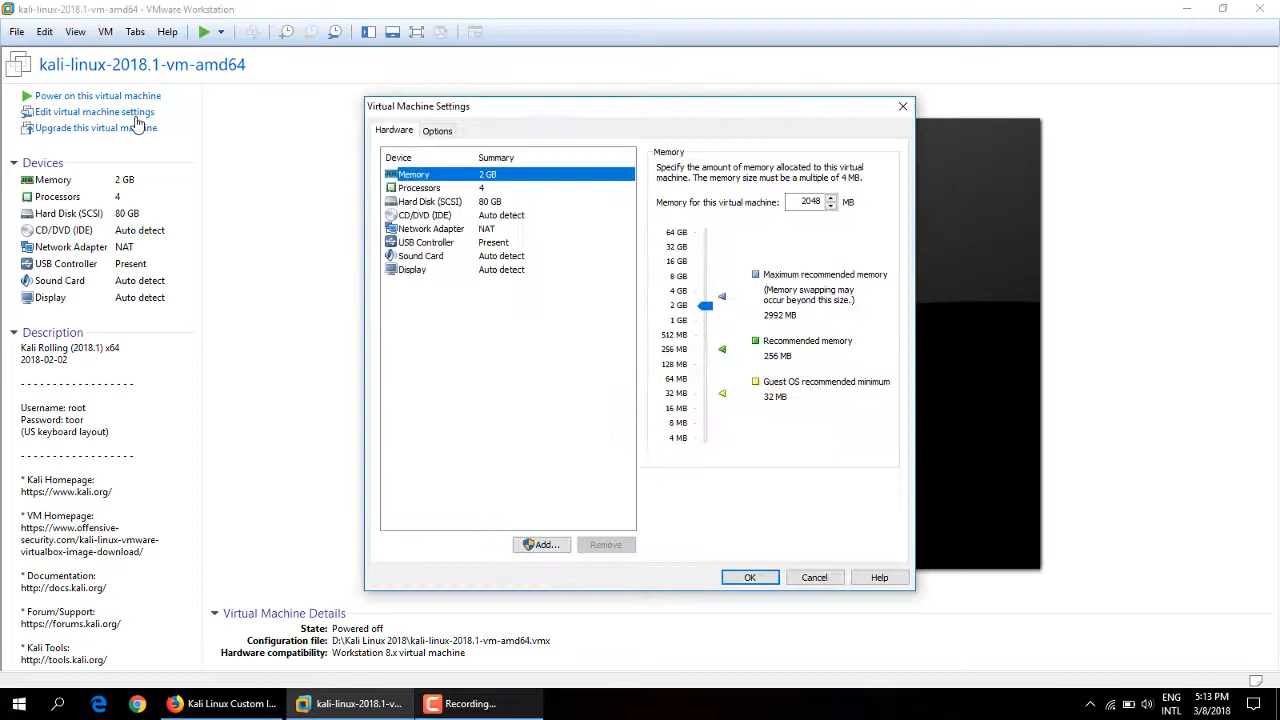 kali-linux-2018.1-vm-amd64 - VMware Workstation
File Edit View VM Tabs Help
kali-linux-2018.1-vm-amd64
Power on this virtual machine
Edit virtual machine settings
Upgrade this virtual machine
Devices
Memory 2 GB
Processors 4
Hard Disk (SCSI) 80 GB
CD/DVD (IDE) Auto detect
Network Adapter NAT
USB Controller Present
Sound Card Auto detect
Display Auto detect
Description
Kali Rolling (2018.1) x64
2018-02-02
- - - - - - - - - - - - - - - - - -
Username: root
Password: toor
(US keyboard layout)
- - - - - - - - - - - - - - - - - -
* Kali Homepage:
https://www.kali.org/
* VM Homepage:
https://www.offensive-
security.com/kali-linux-vmware-
virtualbox-image-download/
* Documentation:
http://docs.kali.org/
* Forum/Support:
https://forums.kali.org/
* Kali Tools:
http://tools.kali.org/
Virtual Machine Settings
Hardware Options
Device Summary
Memory 2 GB
Processors 4
Hard Disk (SCSI) 80 GB
CD/DVD (IDE) Auto detect
Network Adapter NAT
USB Controller Present
Sound Card Auto detect
Display Auto detect
Add... Remove
Memory
Specify the amount of memory allocated to this virtual
machine. The memory size must be a multiple of 4 MB.
Memory for this virtual machine: 2048 MB
64 GB
32 GB
16 GB
8 GB
4 GB
2 GB
1 GB
512 MB
256 MB
128 MB
64 MB
32 MB
16 MB
8 MB
4 MB
Maximum recommended memory
(Memory swapping may
occur beyond this size.)
2992 MB
Recommended memory
256 MB
Guest OS recommended minimum
32 MB
OK Cancel Help
Virtual Machine Details
State: Powered off
Configuration file: D:\Kali Linux 2018\kali-linux-2018.1-vm-amd64.vmx
Hardware compatibility: Workstation 8.x virtual machine
Kali Linux Custom I... kali-linux-2018.1-v... Recording...
ENG
INTL
5:13 PM
3/8/2018